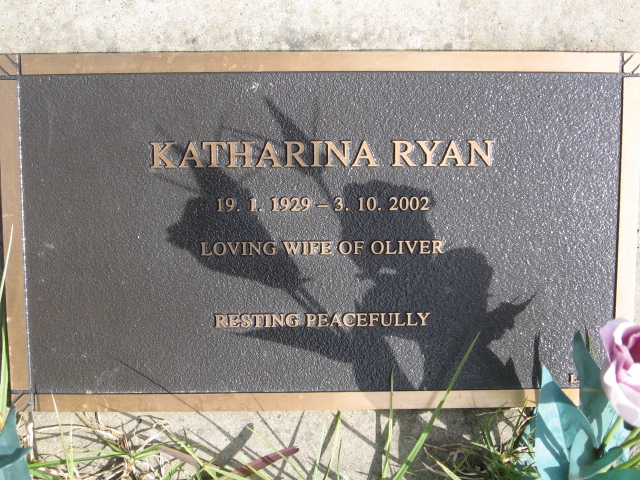 KATHARINA RYAN
19. 1. 1929 – 3. 10. 2002
LOVING WIFE OF OLIVER
RESTING PEACEFULLY